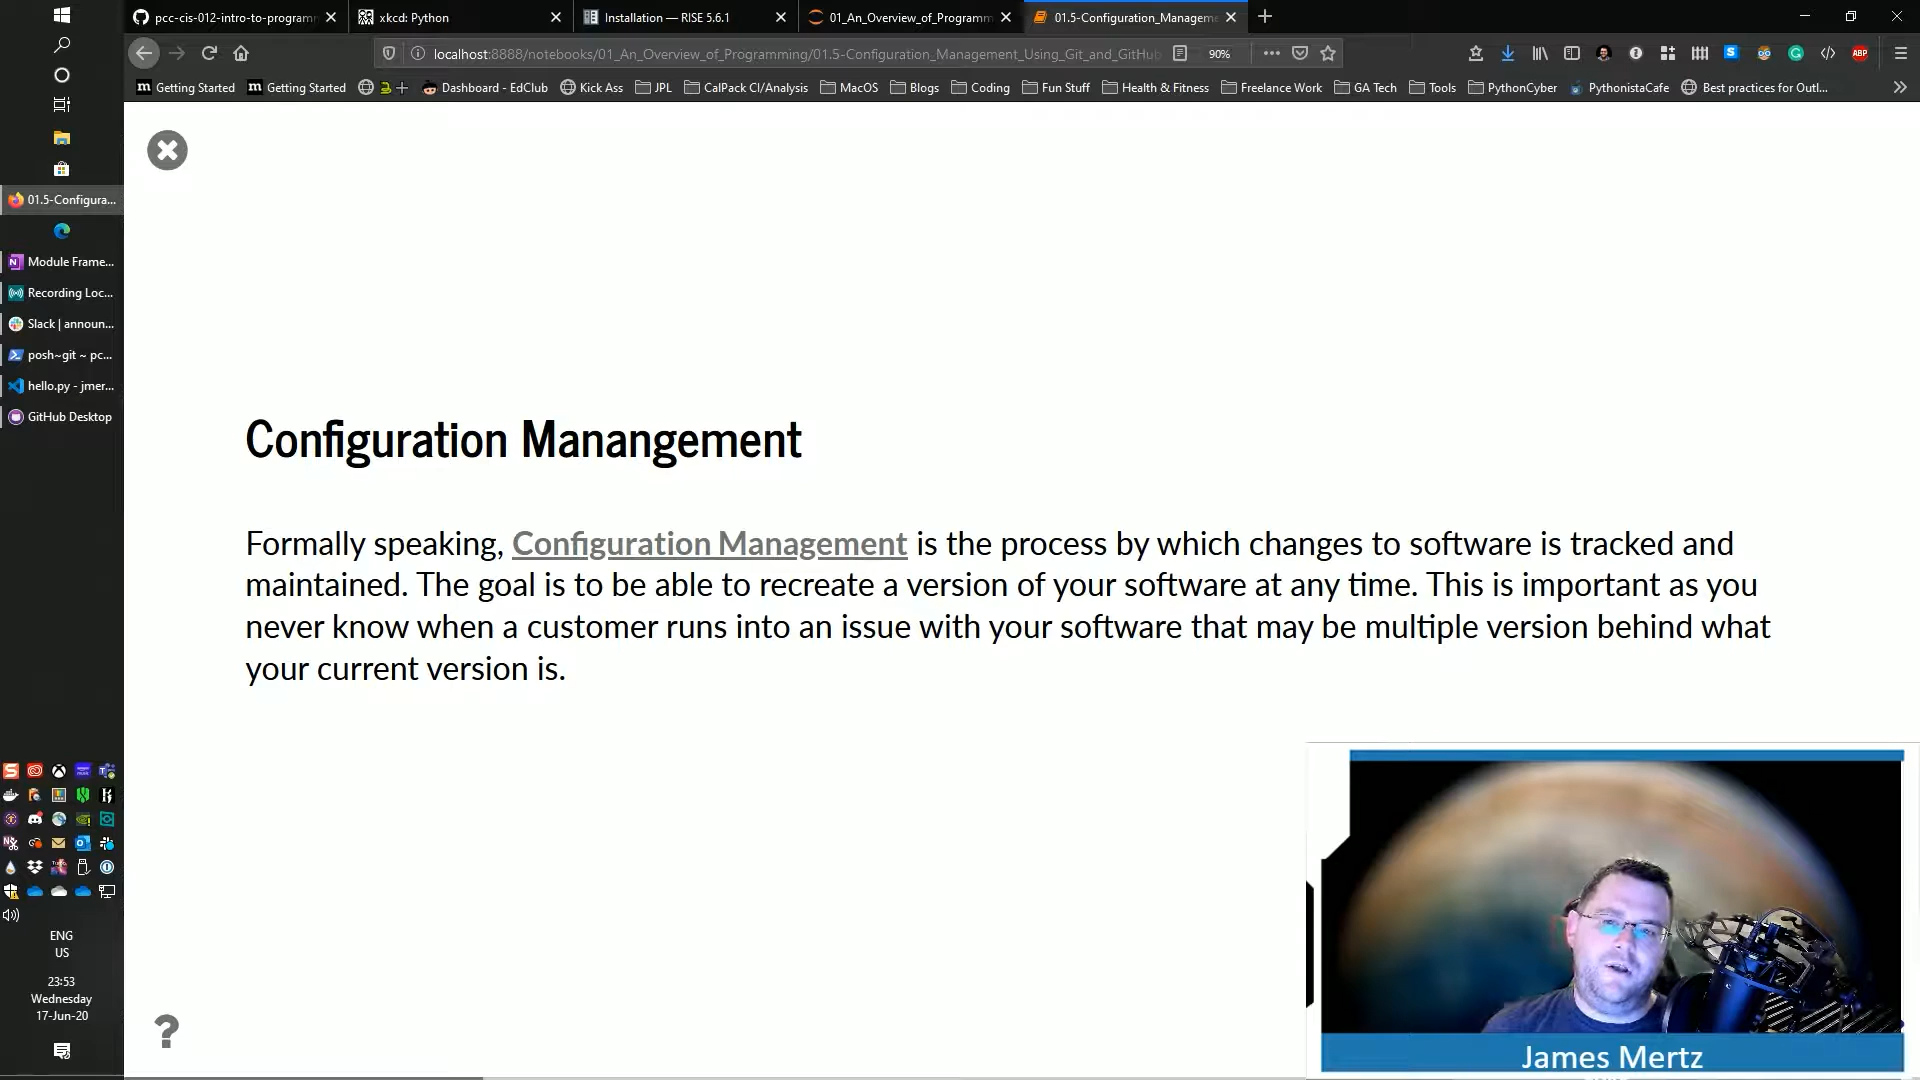 pcc-cis-012-intro-to-programm
xkcd: Python
Installation — RISE 5.6.1
01_An_Overview_of_Programm
01.5-Configuration_Manageme
localhost:8888/notebooks/01_An_Overview_of_Programming/01.5-Configuration_Management_Using_Git_and_GitHub
90%
Getting Started
Getting Started
Dashboard - EdClub
Kick Ass
JPL
CalPack CI/Analysis
MacOS
Blogs
Coding
Fun Stuff
Health & Fitness
Freelance Work
GA Tech
Tools
PythonCyber
PythonistaCafe
Best practices for Outl...
01.5-Configura...
Module Frame...
Recording Loc...
Slack | announ...
posh~git ~ pc...
hello.py - jmer...
GitHub Desktop
ENG
US
23:53
Wednesday
17-Jun-20
Configuration Manangement
Formally speaking, Configuration Management is the process by which changes to software is tracked and
maintained. The goal is to be able to recreate a version of your software at any time. This is important as you
never know when a customer runs into an issue with your software that may be multiple version behind what
your current version is.
?
James Mertz